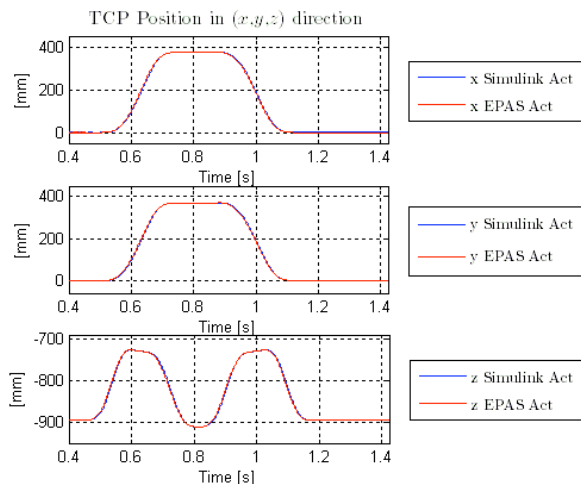 TCP Position in (x,y,z) direction
400
200
0
[mm]
0.4 0.6 0.8 1 1.2 1.4
Time [s]
x Simulink Act
x EPAS Act
400
200
0
[mm]
0.4 0.6 0.8 1 1.2 1.4
Time [s]
y Simulink Act
y EPAS Act
-700
-800
-900
[mm]
0.4 0.6 0.8 1 1.2 1.4
Time [s]
z Simulink Act
z EPAS Act